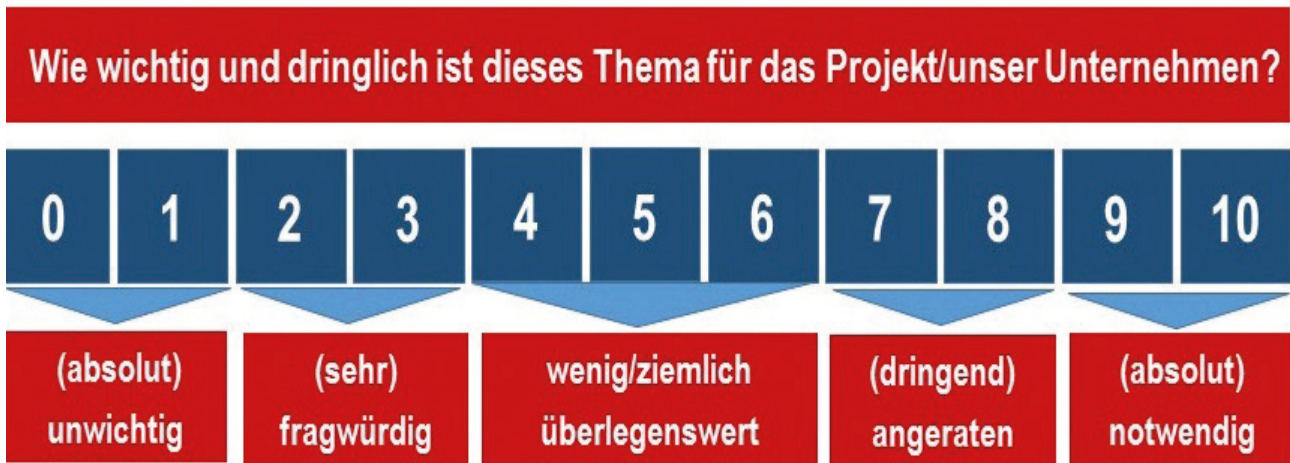 Wie wichtig und dringlich ist dieses Thema für das Projekt/unser Unternehmen?
0 1 2 3 4 5 6 7 8 9 10
(absolut)
unwichtig
(sehr)
fragwürdig
wenig/ziemlich
überlegenswert
(dringend)
angeraten
(absolut)
notwendig